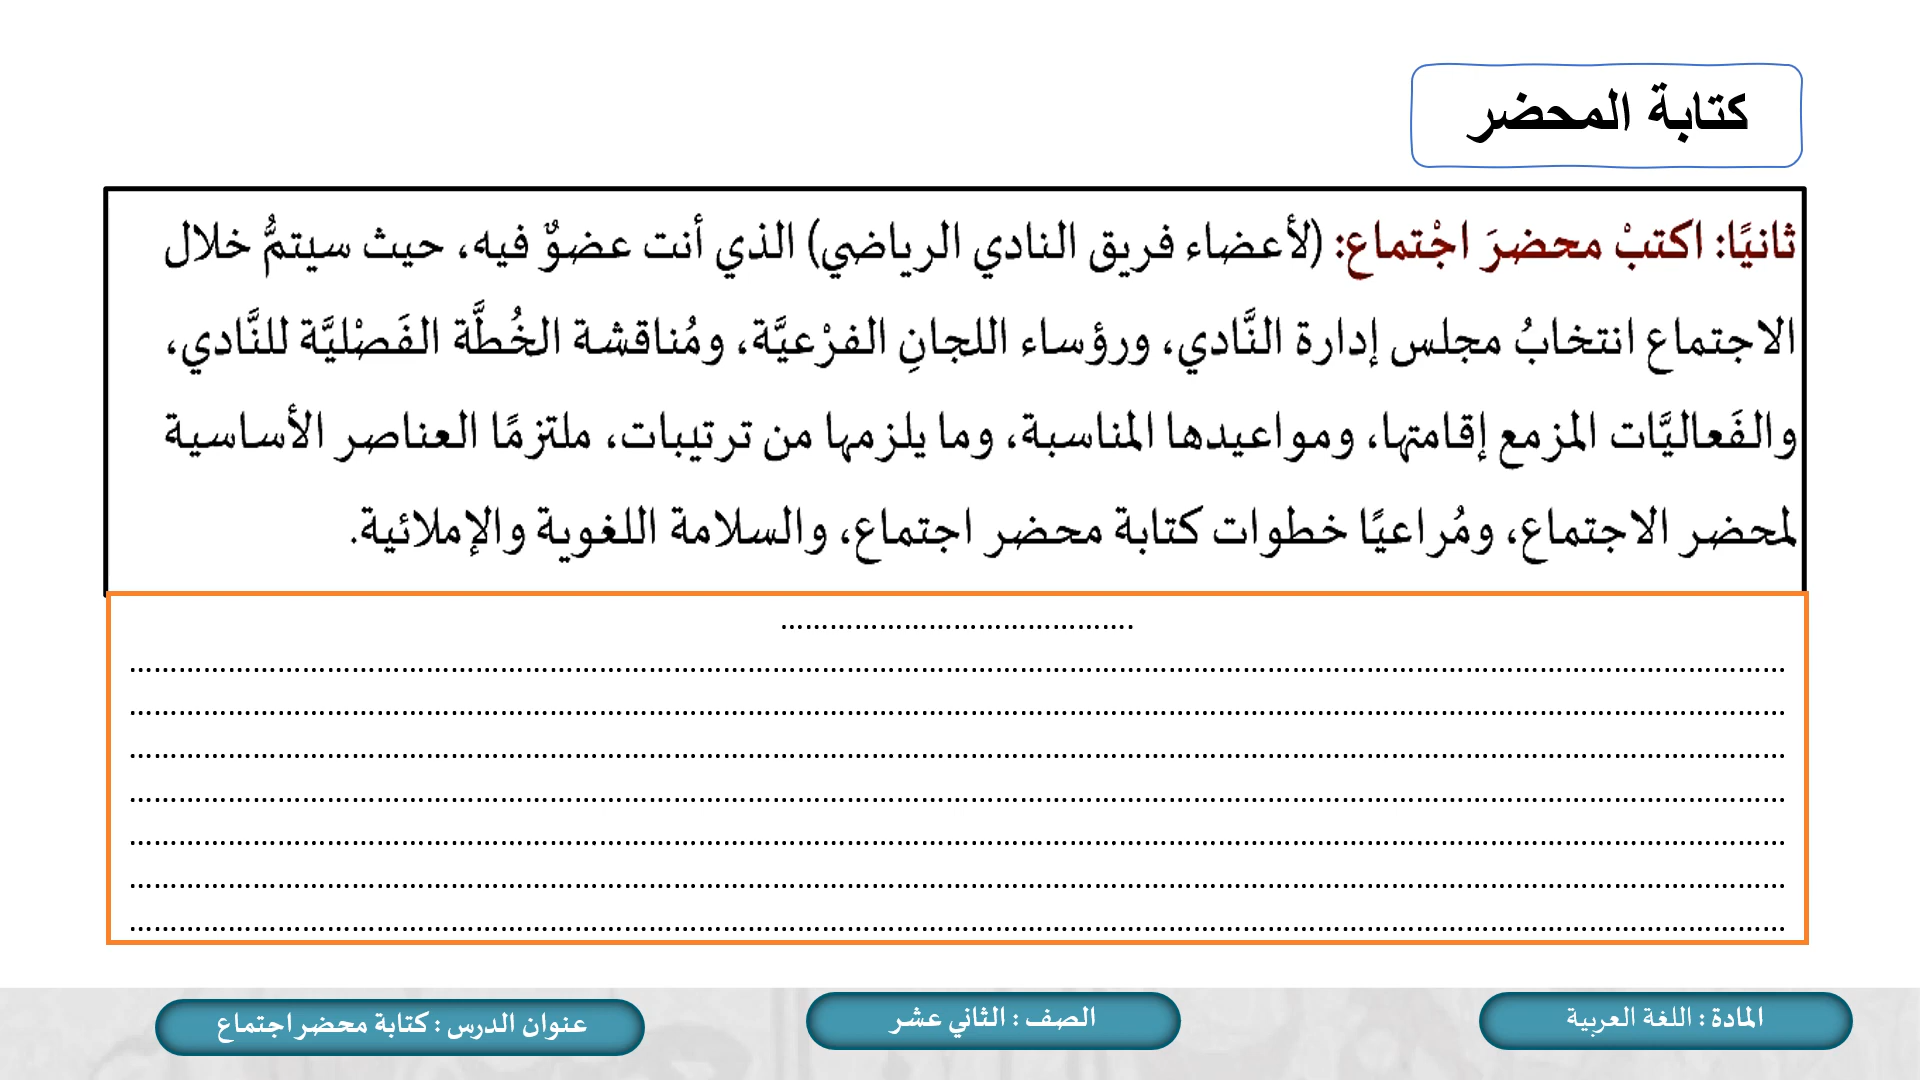 كتابة المحضر
ثانيًا: اكتبْ محضرَ اجْتماع: (لأعضاء فريق النادي الرياضي) الذي أنت عضوٌ فيه، حيث سيتمُّ خلال
الاجتماع انتخابُ مجلس إدارة النَّادي، ورؤساء اللجانِ الفرْعيَّة، ومُناقشة الخُطَّة الفَصْليَّة للنَّادي،
والفَعاليَّات المزمع إقامتها، ومواعيدها المناسبة، وما يلزمها من ترتيبات، ملتزمًا العناصر الأساسية
لمحضر الاجتماع، ومُراعيًا خطوات كتابة محضر اجتماع، والسلامة اللغوية والإملائية.
المادة : اللغة العربية
الصف : الثاني عشر
عنوان الدرس : كتابة محضر اجتماع